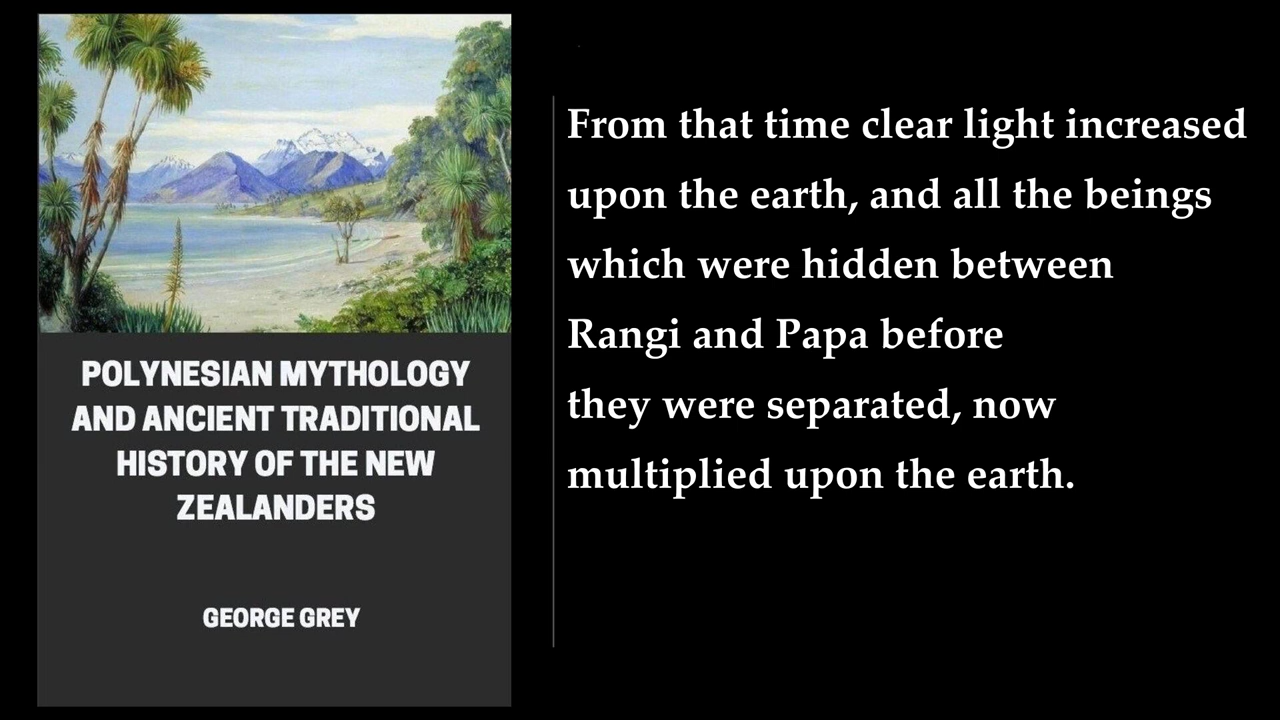 POLYNESIAN MYTHOLOGY
AND ANCIENT TRADITIONAL
HISTORY OF THE NEW
ZEALANDERS
GEORGE GREY
From that time clear light increased
upon the earth, and all the beings
which were hidden between
Rangi and Papa before
they were separated, now
multiplied upon the earth.